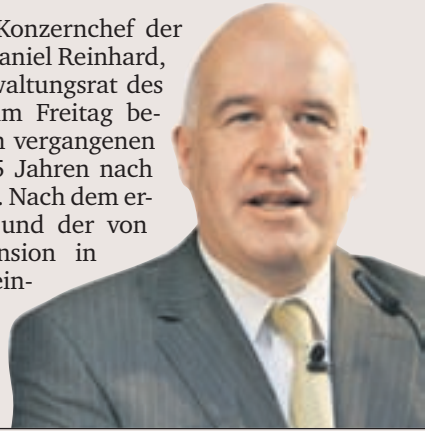 Konzernchef der
aniel Reinhard,
waltungsrat des
m Freitag be-
n vergangenen
5 Jahren nach
. Nach dem er-
und der von
nsion in
ein-